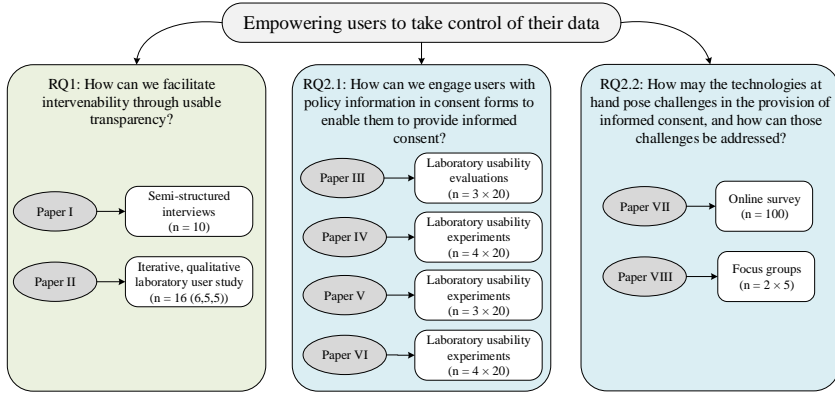 Empowering users to take control of their data
RQ1: How can we facilitate
intervenability through usable
transparency?
Paper I
Semi-structured
interviews
(n = 10)
Paper II
Iterative, qualitative
laboratory user study
(n = 16 (6,5,5))
RQ2.1: How can we engage users with
policy information in consent forms to
enable them to provide informed
consent?
Paper III
Laboratory usability
evaluations
(n = 3 × 20)
Paper IV
Laboratory usability
experiments
(n = 4 × 20)
Paper V
Laboratory usability
experiments
(n = 3 × 20)
Paper VI
Laboratory usability
experiments
(n = 4 × 20)
RQ2.2: How may the technologies at
hand pose challenges in the provision of
informed consent, and how can those
challenges be addressed?
Paper VII
Online survey
(n = 100)
Paper VIII
Focus groups
(n = 2 × 5)